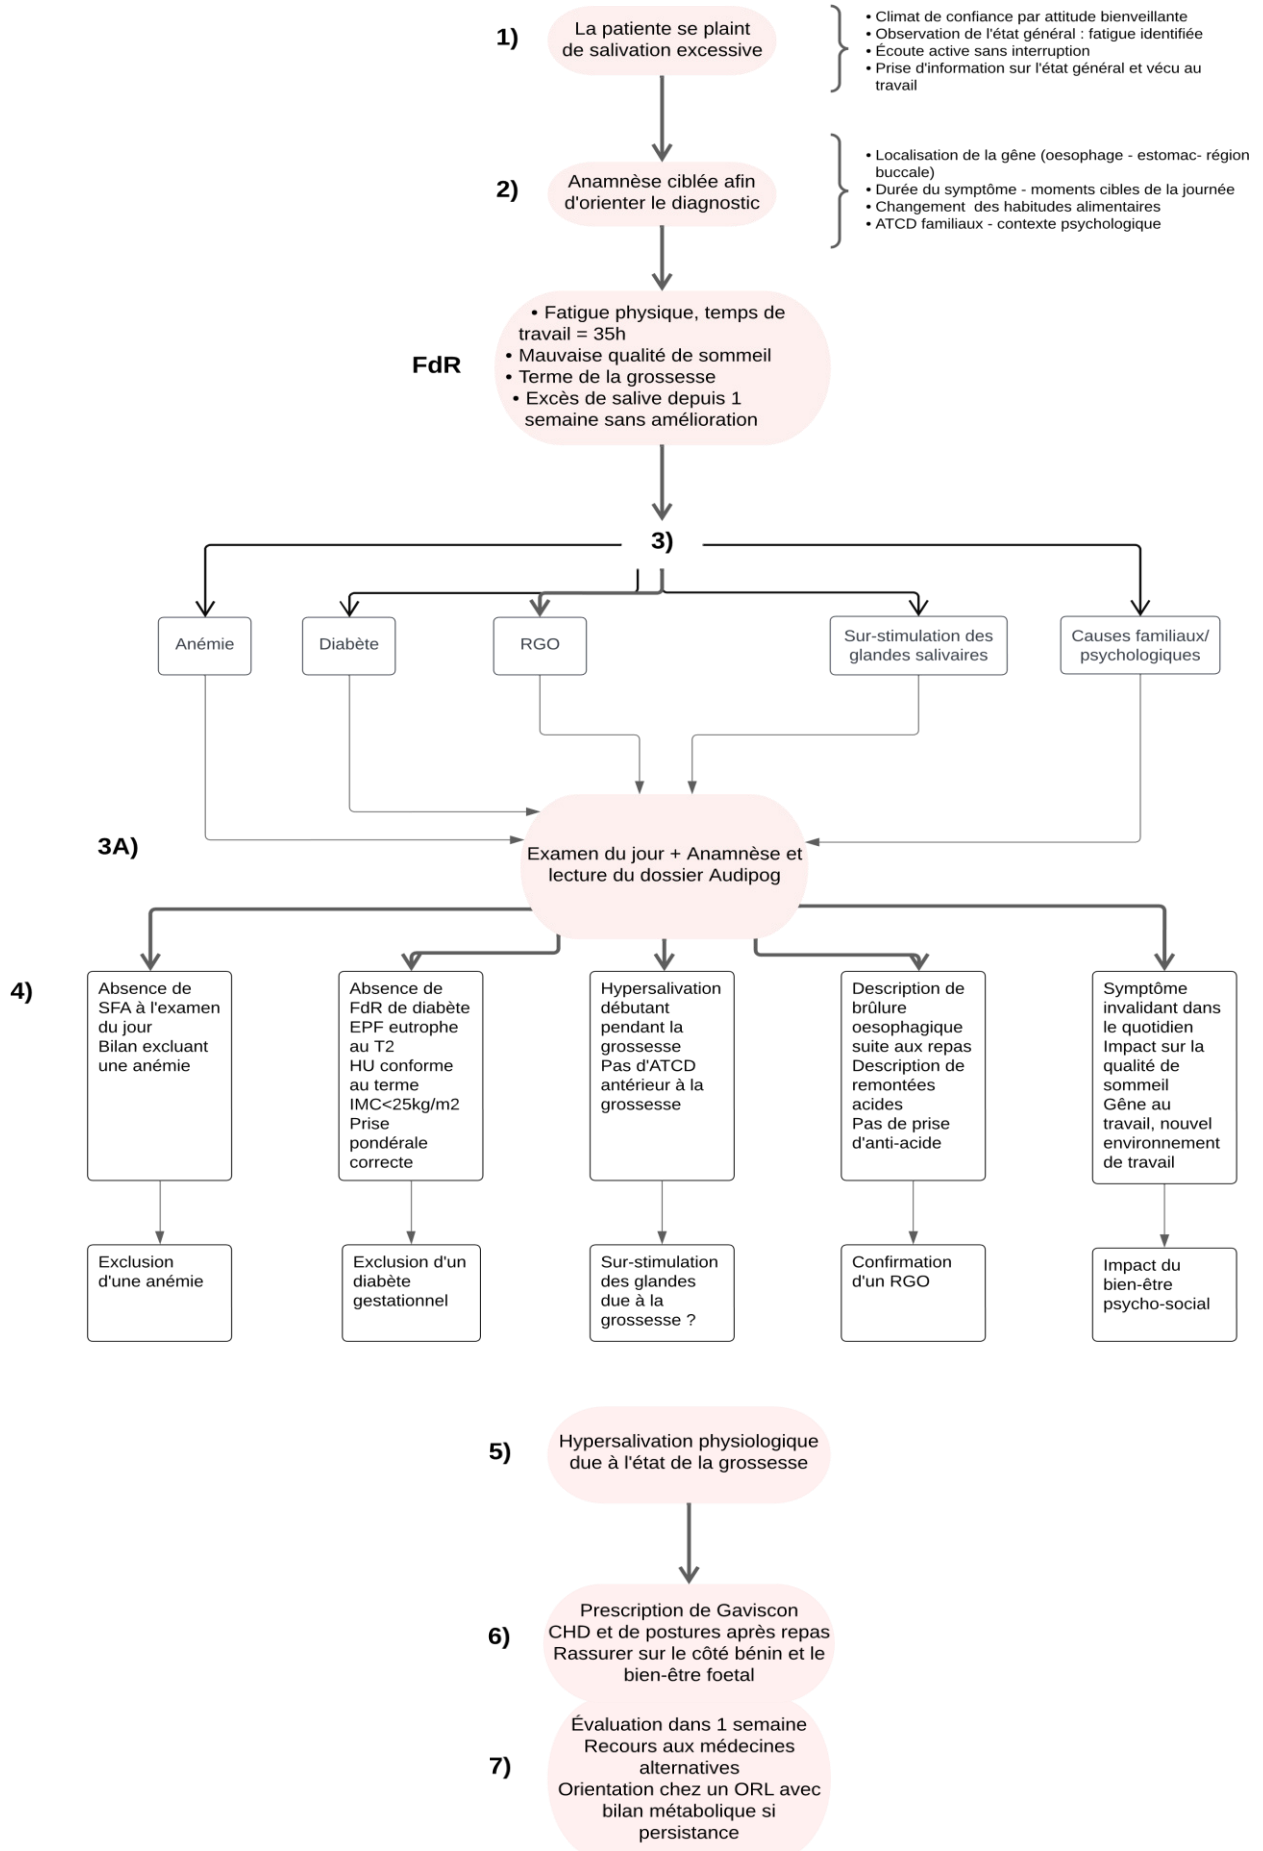 1)
La patiente se plaint
de salivation excessive
• Climat de confiance par attitude bienveillante
• Observation de l'état général : fatigue identifiée
• Écoute active sans interruption
• Prise d'information sur l'état général et vécu au
travail
2)
Anamnèse ciblée afin
d'orienter le diagnostic
• Localisation de la gêne (oesophage - estomac- région
buccale)
• Durée du symptôme - moments cibles de la journée
• Changement des habitudes alimentaires
• ATCD familiaux - contexte psychologique
FdR
• Fatigue physique, temps de
travail = 35h
• Mauvaise qualité de sommeil
• Terme de la grossesse
• Excès de salive depuis 1
semaine sans amélioration
3)
Anémie
Diabète
RGO
Sur-stimulation des
glandes salivaires
Causes familiaux/
psychologiques
3A)
Examen du jour + Anamnèse et
lecture du dossier Audipog
4)
Absence de
SFA à l'examen
du jour
Bilan excluant
une anémie
Absence de
FdR de diabète
EPF eutrophe
au T2
HU conforme
au terme
IMC<25kg/m2
Prise
pondérale
correcte
Hypersalivation
débutant
pendant la
grossesse
Pas d'ATCD
antérieur à la
grossesse
Description de
brûlure
oesophagique
suite aux repas
Description de
remontées
acides
Pas de prise
d'anti-acide
Symptôme
invalidant dans
le quotidien
Impact sur la
qualité de
sommeil
Gêne au
travail, nouvel
environnement
de travail
Exclusion
d'une anémie
Exclusion d'un
diabète
gestationnel
Sur-stimulation
des glandes
due à la
grossesse ?
Confirmation
d'un RGO
Impact du
bien-être
psycho-social
5)
Hypersalivation physiologique
due à l'état de la grossesse
6)
Prescription de Gaviscon
CHD et de postures après repas
Rassurer sur le côté bénin et le
bien-être foetal
7)
Évaluation dans 1 semaine
Recours aux médecines
alternatives
Orientation chez un ORL avec
bilan métabolique si
persistance